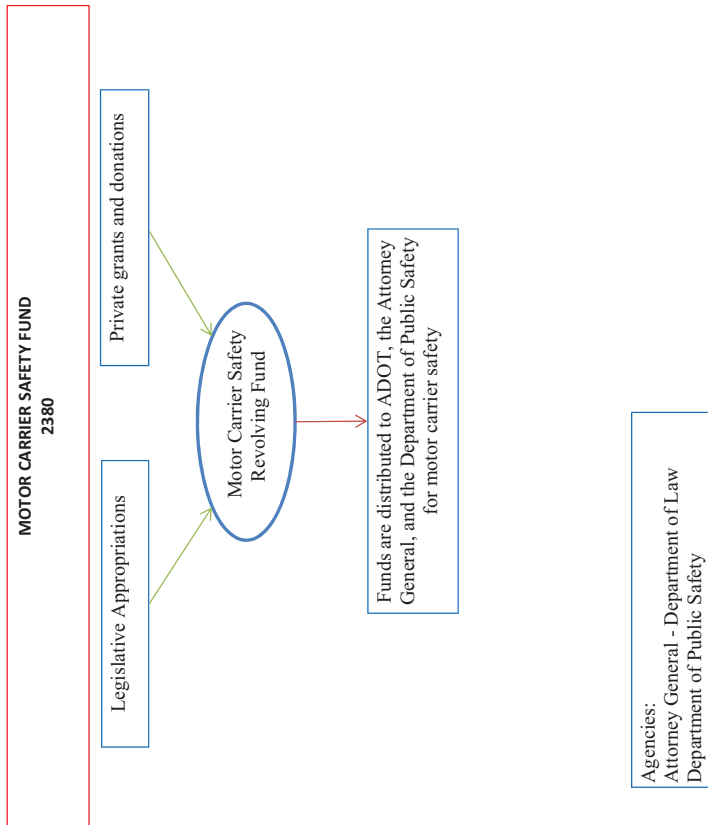 MOTOR CARRIER SAFETY FUND
2380
Legislative Appropriations
Private grants and donations
Motor Carrier Safety
Revolving Fund
Funds are distributed to ADOT, the Attorney
General, and the Department of Public Safety
for motor carrier safety
Agencies:
Attorney General - Department of Law
Department of Public Safety